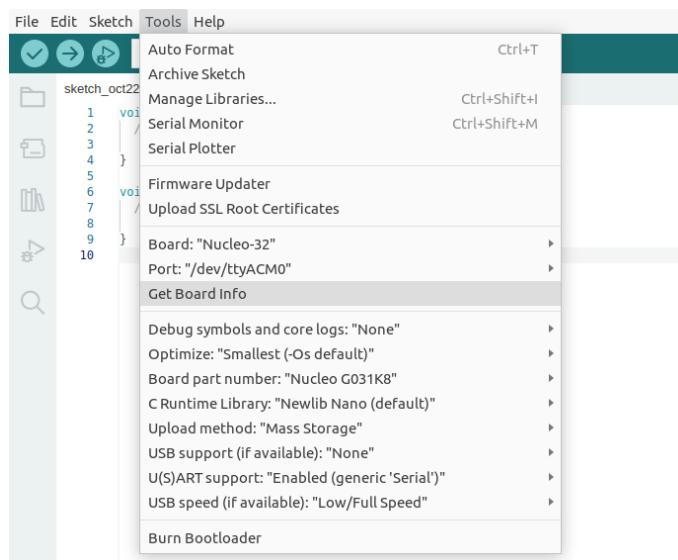 File Edit Sketch Tools Help
Auto Format Ctrl+T
Archive Sketch
Manage Libraries... Ctrl+Shift+I
Serial Monitor Ctrl+Shift+M
Serial Plotter
Firmware Updater
Upload SSL Root Certificates
Board: "Nucleo-32"
Port: "/dev/ttyACM0"
Get Board Info
Debug symbols and core logs: "None"
Optimize: "Smallest (-Os default)"
Board part number: "Nucleo G031K8"
C Runtime Library: "Newlib Nano (default)"
Upload method: "Mass Storage"
USB support (if available): "None"
U(S)ART support: "Enabled (generic 'Serial')"
USB speed (if available): "Low/Full Speed"
Burn Bootloader
sketch_oct22
1 voi
2 /
3
4 }
5
6 voi
7 /
8
9 }
10